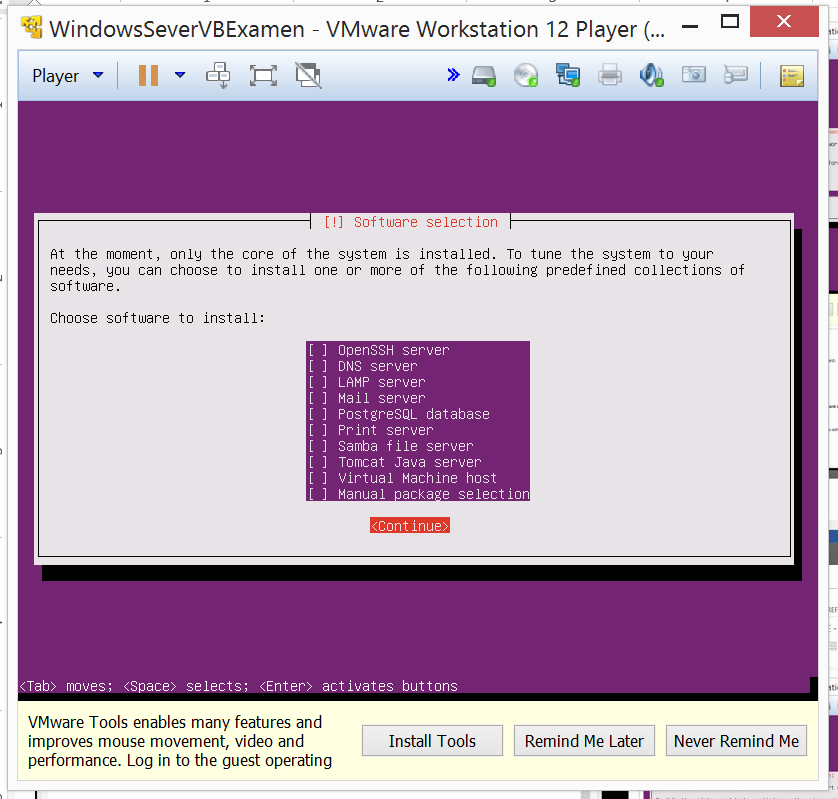 WindowsSeverVBExamen - VMware Workstation 12 Player (...
Player
[!] Software selection
At the moment, only the core of the system is installed. To tune the system to your
needs, you can choose to install one or more of the following predefined collections of
software.
Choose software to install:
[ ] OpenSSH server
[ ] DNS server
[ ] LAMP server
[ ] Mail server
[ ] PostgreSQL database
[ ] Print server
[ ] Samba file server
[ ] Tomcat Java server
[ ] Virtual Machine host
[ ] Manual package selection
<Continue>
<Tab> moves; <Space> selects; <Enter> activates buttons
VMware Tools enables many features and
improves mouse movement, video and
performance. Log in to the guest operating
Install Tools
Remind Me Later
Never Remind Me